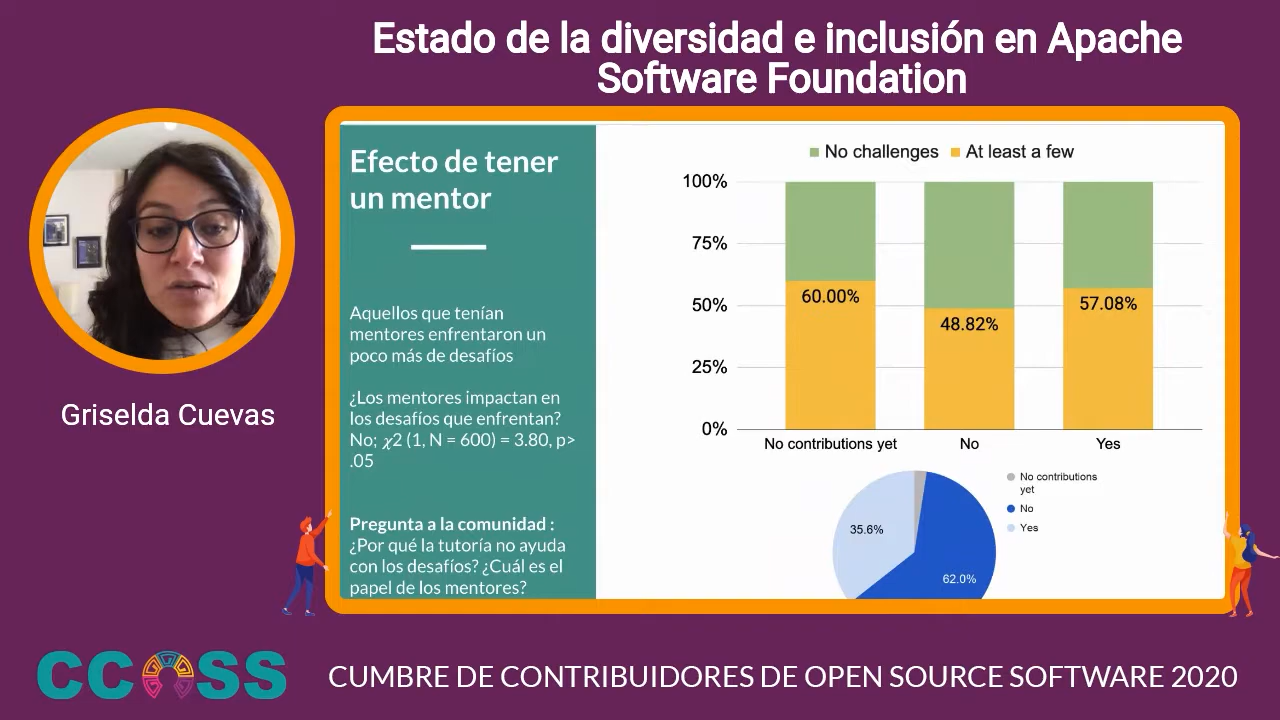 Estado de la diversidad e inclusión en Apache
Software Foundation
Griselda Cuevas
Efecto de tener
un mentor
Aquellos que tenían
mentores enfrentaron un
poco más de desafíos
¿Los mentores impactan en
los desafíos que enfrentan?
No; χ2 (1, N = 600) = 3.80, p>
.05
Pregunta a la comunidad :
¿Por qué la tutoría no ayuda
con los desafíos? ¿Cuál es el
papel de los mentores?
No challenges At least a few
100%
75%
50%
25%
0%
60.00%
48.82%
57.08%
No contributions yet No Yes
35.6%
62.0%
No contributions
yet
No
Yes
CCOSS
CUMBRE DE CONTRIBUIDORES DE OPEN SOURCE SOFTWARE 2020